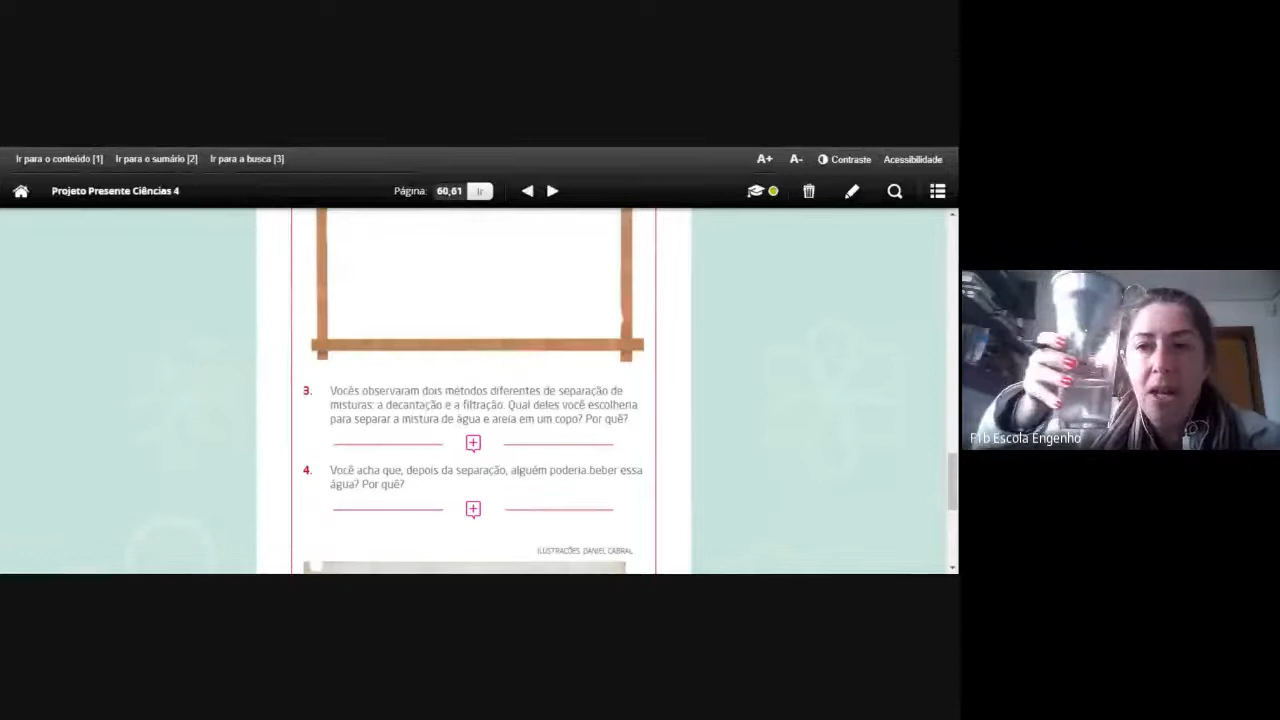 Ir para o conteúdo [1] Ir para o sumário [2] Ir para a busca [3] A+ A- Contraste Acessibilidade
Projeto Presente Ciências 4 Página: 60,61 Ir
3. Vocês observaram dois métodos diferentes de separação de
misturas: a decantação e a filtração. Qual deles você escolheria
para separar a mistura de água e areia em um copo? Por quê?
4. Você acha que, depois da separação, alguém poderia beber essa
água? Por quê?
ILUSTRAÇÕES: DANIEL CABRAL
F1b Escola Engenho